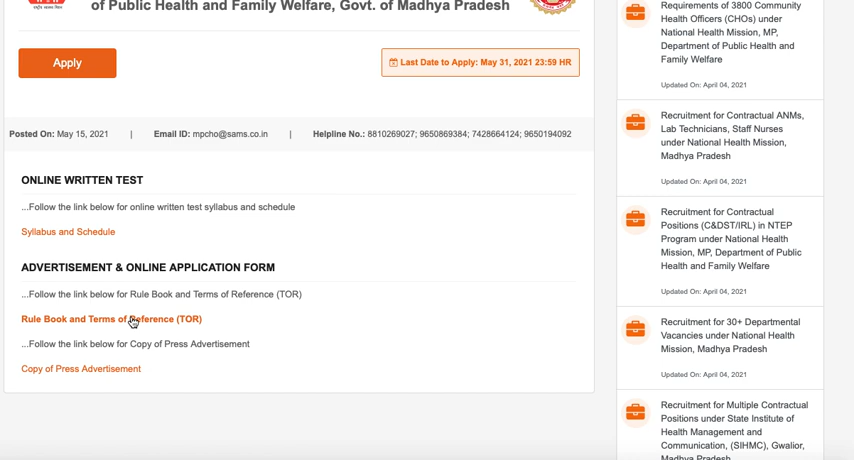 of Public Health and Family Welfare, Govt. of Madhya Pradesh
Apply
Last Date to Apply: May 31, 2021 23:59 HR
Posted On: May 15, 2021 | Email ID: mpcho@sams.co.in | Helpline No.: 8810269027; 9650869384; 7428664124; 9650194092
ONLINE WRITTEN TEST
...Follow the link below for online written test syllabus and schedule
Syllabus and Schedule
ADVERTISEMENT & ONLINE APPLICATION FORM
...Follow the link below for Rule Book and Terms of Reference (TOR)
Rule Book and Terms of Reference (TOR)
...Follow the link below for Copy of Press Advertisement
Copy of Press Advertisement
Requirements of 3800 Community
Health Officers (CHOs) under
National Health Mission, MP,
Department of Public Health and
Family Welfare
Updated On: April 04, 2021
Recruitment for Contractual ANMs,
Lab Technicians, Staff Nurses
under National Health Mission,
Madhya Pradesh
Updated On: April 04, 2021
Recruitment for Contractual
Positions (C&DST/IRL) in NTEP
Program under National Health
Mission, MP, Department of Public
Health and Family Welfare
Updated On: April 04, 2021
Recruitment for 30+ Departmental
Vacancies under National Health
Mission, Madhya Pradesh
Updated On: April 04, 2021
Recruitment for Multiple Contractual
Positions under State Institute of
Health Management and
Communication, (SIHMC), Gwalior,
Madhya Pradesh